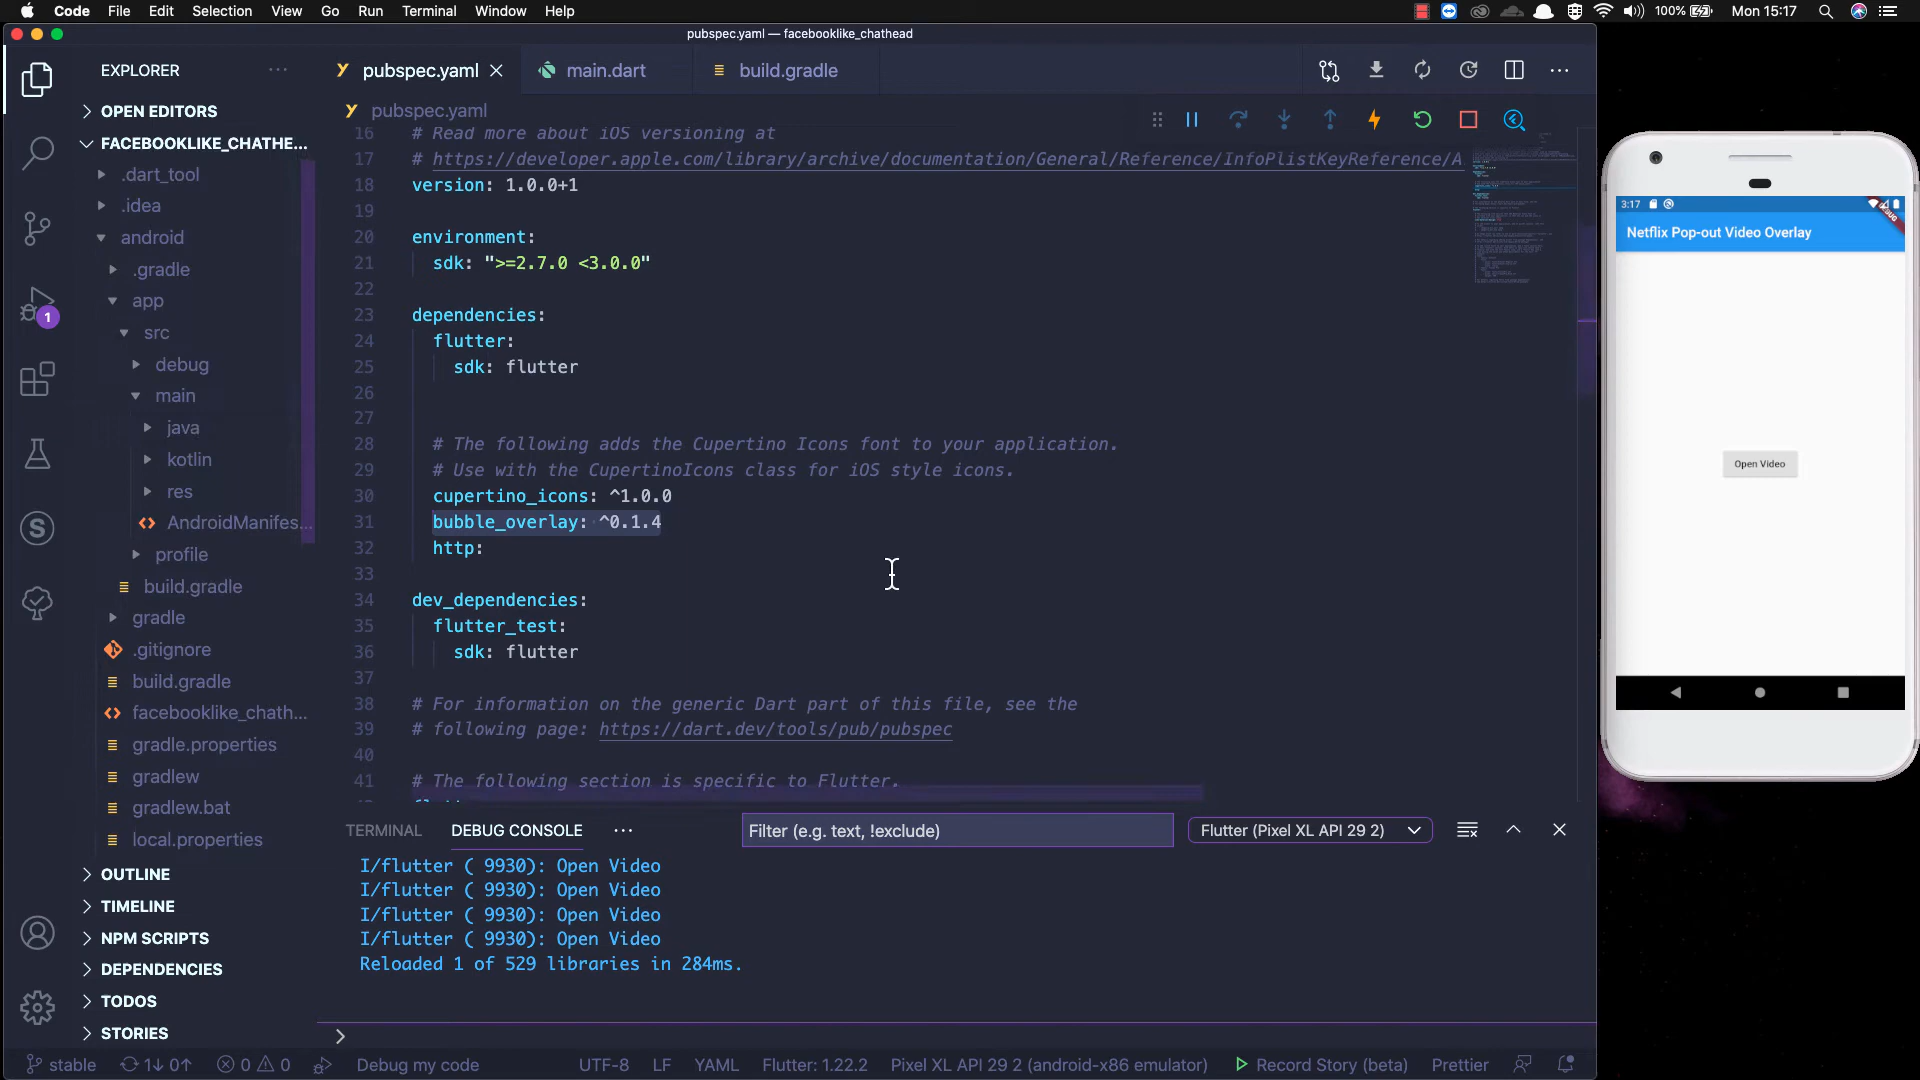 Code File Edit Selection View Go Run Terminal Window Help 100% Mon 15:17
pubspec.yaml — facebooklike_chathead
EXPLORER
pubspec.yaml
main.dart
build.gradle
OPEN EDITORS
FACEBOOKLIKE_CHATHE...
.dart_tool
.idea
android
.gradle
app
src
debug
main
java
kotlin
res
AndroidManifes...
profile
build.gradle
gradle
.gitignore
build.gradle
facebooklike_chath...
gradle.properties
gradlew
gradlew.bat
local.properties
OUTLINE
TIMELINE
NPM SCRIPTS
DEPENDENCIES
TODOS
STORIES
1
S
pubspec.yaml
16 # Read more about iOS versioning at
17 # https://developer.apple.com/library/archive/documentation/General/Reference/InfoPlistKeyReference/A
18 version: 1.0.0+1
19
20 environment:
21 sdk: ">=2.7.0 <3.0.0"
22
23 dependencies:
24 flutter:
25 sdk: flutter
26
27
28 # The following adds the Cupertino Icons font to your application.
29 # Use with the CupertinoIcons class for iOS style icons.
30 cupertino_icons: ^1.0.0
31 bubble_overlay: ^0.1.4
32 http:
33
34 dev_dependencies:
35 flutter_test:
36 sdk: flutter
37
38 # For information on the generic Dart part of this file, see the
39 # following page: https://dart.dev/tools/pub/pubspec
40
41 # The following section is specific to Flutter.
TERMINAL DEBUG CONSOLE Filter (e.g. text, !exclude) Flutter (Pixel XL API 29 2)
I/flutter ( 9930): Open Video
I/flutter ( 9930): Open Video
I/flutter ( 9930): Open Video
I/flutter ( 9930): Open Video
Reloaded 1 of 529 libraries in 284ms.
stable 1↓ 0↑ 0 0 Debug my code UTF-8 LF YAML Flutter: 1.22.2 Pixel XL API 29 2 (android-x86 emulator) Record Story (beta) Prettier
3:17
DEBUG
Netflix Pop-out Video Overlay
Open Video